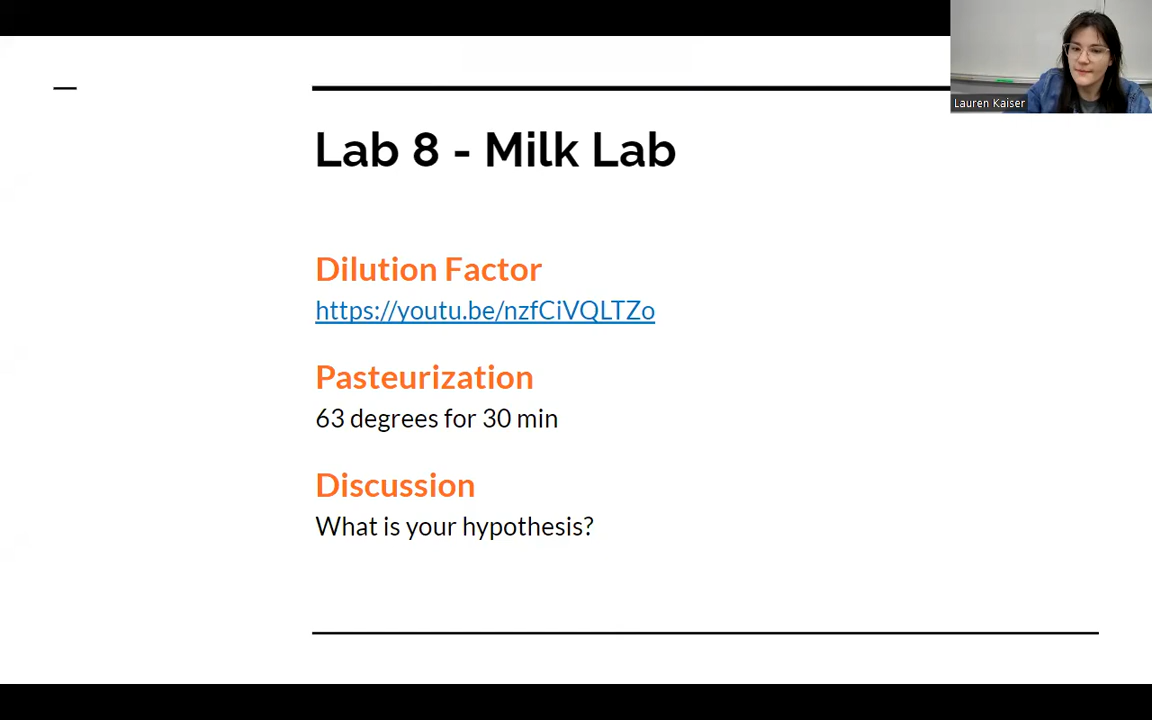 Lauren Kaiser
Lab 8 - Milk Lab
Dilution Factor
https://youtu.be/nzfCiVQLTZo
Pasteurization
63 degrees for 30 min
Discussion
What is your hypothesis?